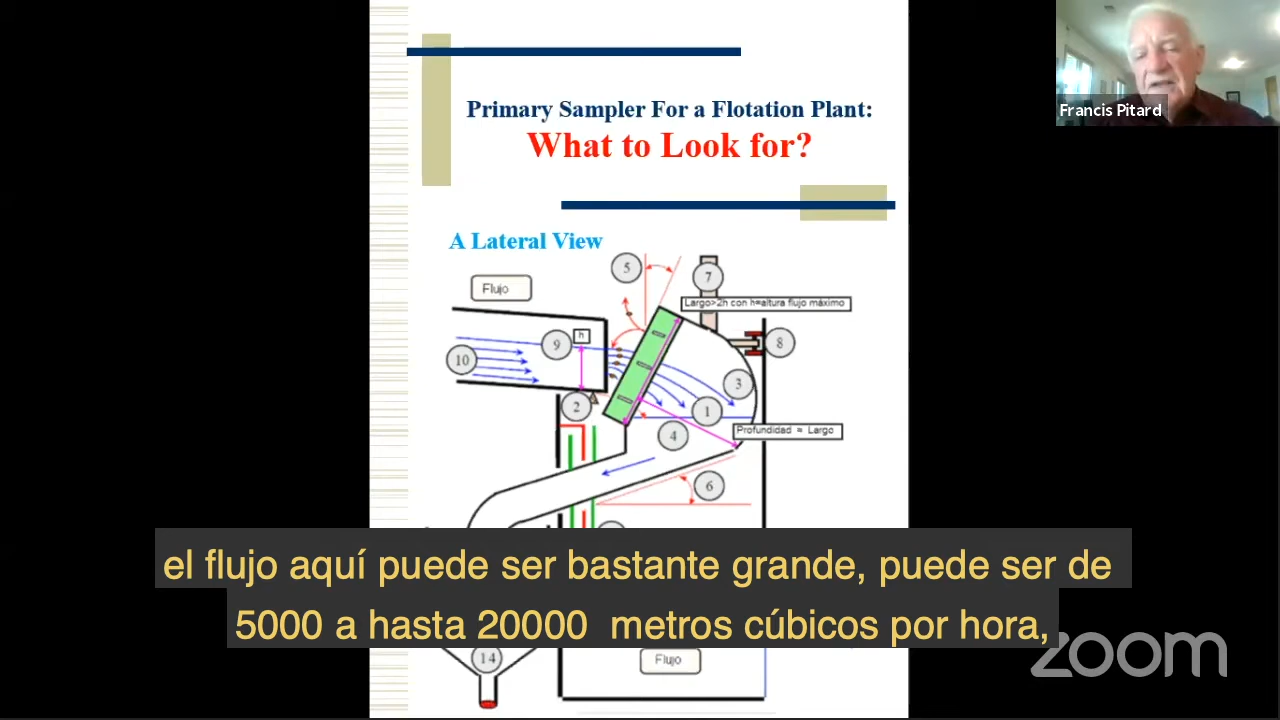 Francis Pitard
Primary Sampler For a Flotation Plant:
What to Look for?
A Lateral View
Flujo
5
7
Largo>2h con h=altura flujo máximo
h
9
8
10
3
2
1
Profundidad = Largo
4
6
el flujo aquí puede ser bastante grande, puede ser de
5000 a hasta 20000 metros cúbicos por hora,
zoom
14
Flujo